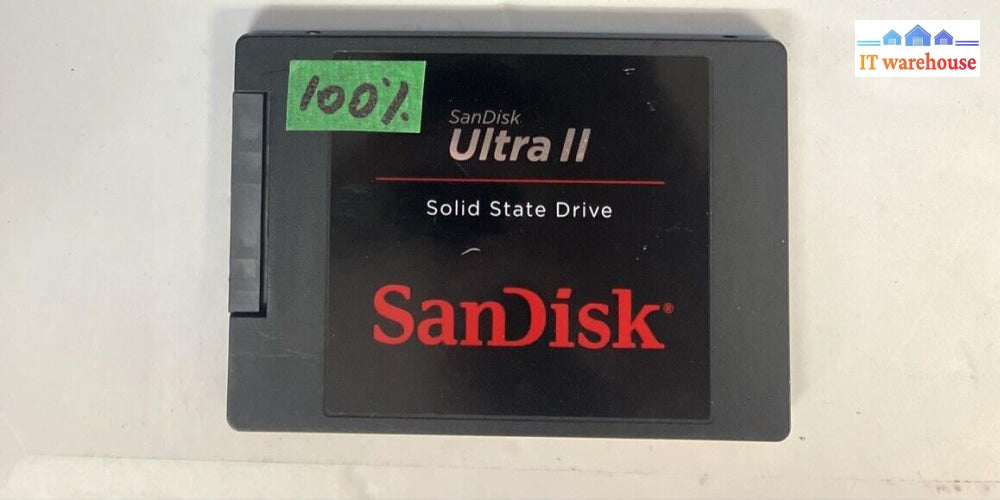 IT warehouse
100%
SanDisk
Ultra II
Solid State Drive
SanDisk®